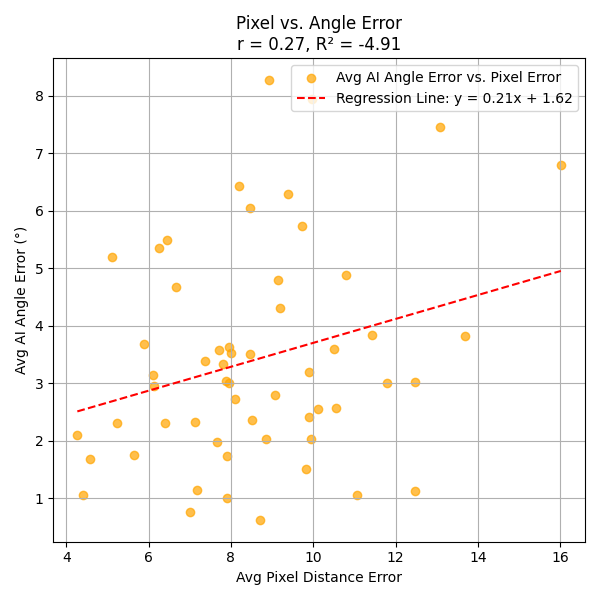 Pixel vs. Angle Error
r = 0.27, R² = -4.91
Avg AI Angle Error vs. Pixel Error
Regression Line: y = 0.21x + 1.62
Avg AI Angle Error (°)
8
7
6
5
4
3
2
1
4 6 8 10 12 14 16
Avg Pixel Distance Error